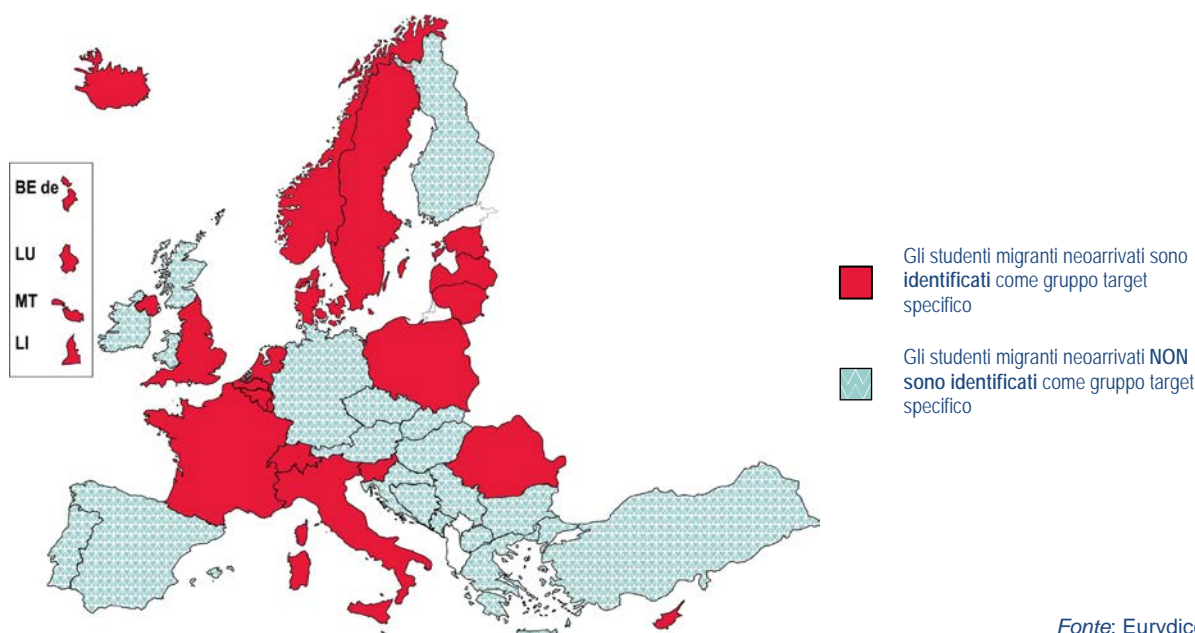 BE de
LU
MT
LI
Gli studenti migranti neoarrivati sono
identificati come gruppo target
specifico
Gli studenti migranti neoarrivati NON
sono identificati come gruppo target
specifico
Fonte: Eurydice